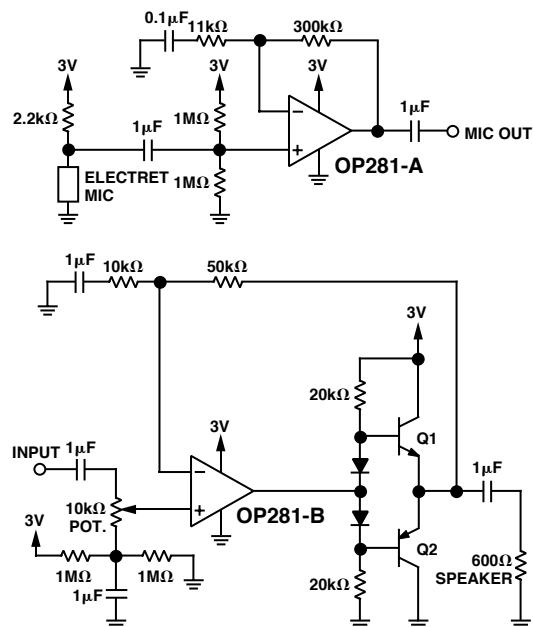 0.1µF 11kΩ 300kΩ
3V 3V 3V
2.2kΩ 1µF 1MΩ 1µF
MIC OUT
ELECTRET
MIC
1MΩ
OP281-A
1µF 10kΩ 50kΩ
3V
20kΩ
3V
Q1
INPUT 1µF
1µF
10kΩ
POT.
OP281-B
3V
Q2
600Ω
SPEAKER
1MΩ 1MΩ
20kΩ
1µF